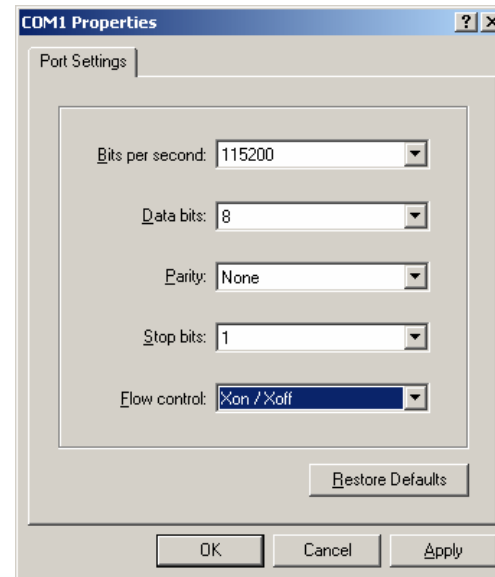 COM1 Properties
Port Settings
Bits per second: 115200
Data bits: 8
Parity: None
Stop bits: 1
Flow control: Xon / Xoff
Restore Defaults
OK Cancel Apply